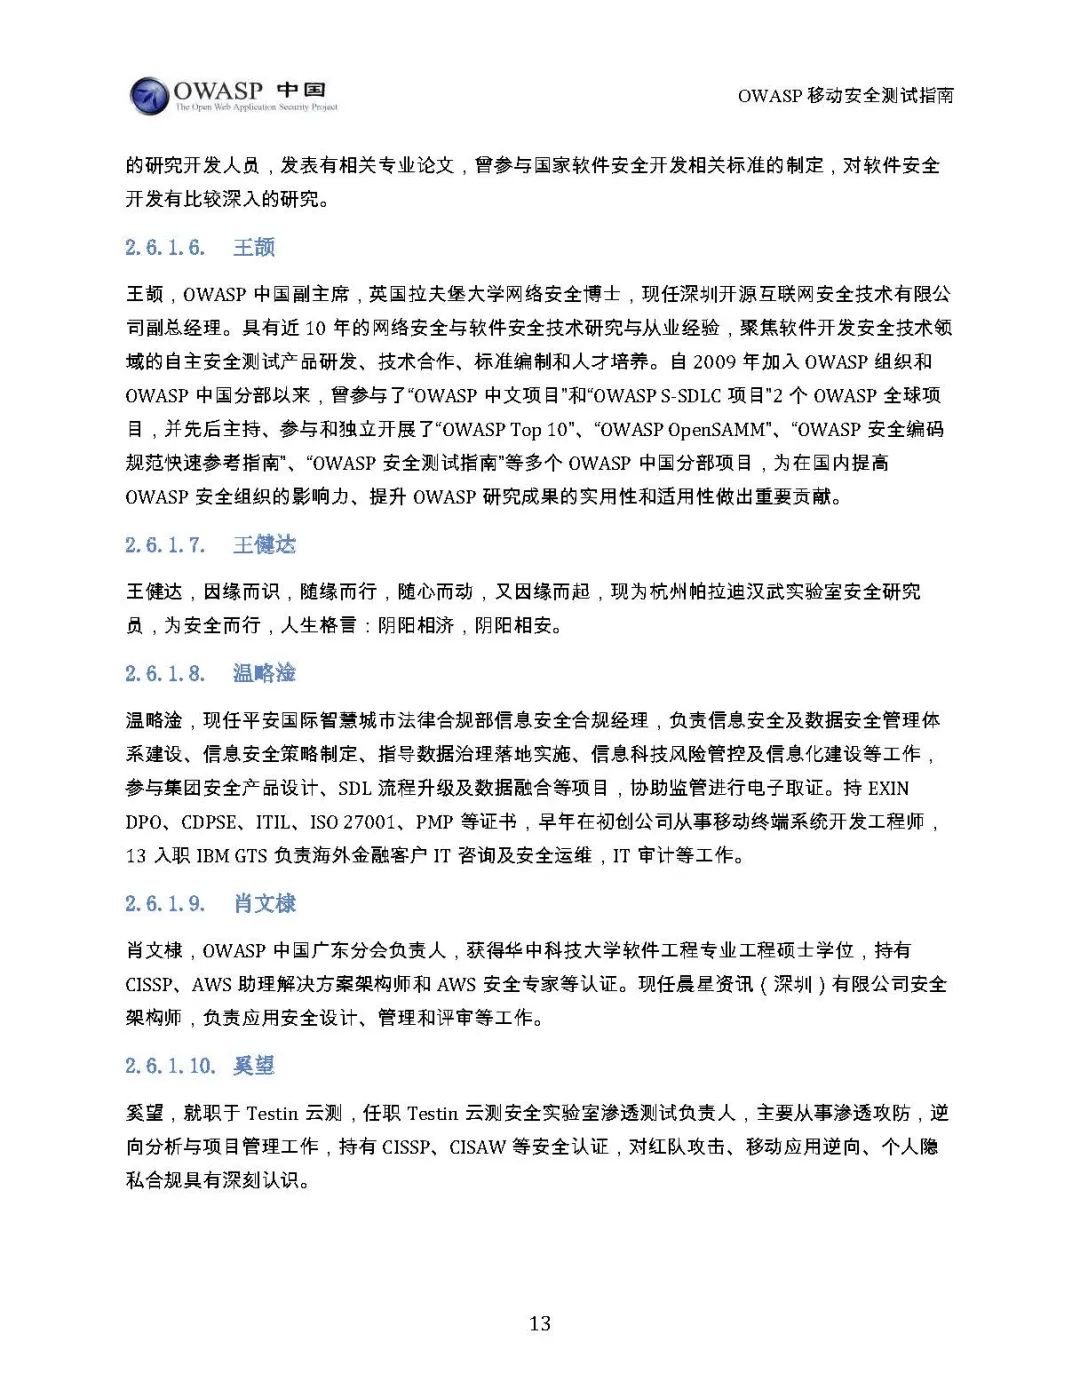 OWASP 中国
The Open Web Application Security Project
OWASP 移动安全测试指南
的研究开发人员，发表有相关专业论文，曾参与国家软件安全开发相关标准的制定，对软件安全
开发有比较深入的研究。
2.6.1.6. 王颉
王颉，OWASP 中国副主席，英国拉夫堡大学网络安全博士，现任深圳开源互联网安全技术有限公
司副总经理。具有近 10 年的网络安全与软件安全技术研究与从业经验，聚焦软件开发安全技术领
域的自主安全测试产品研发、技术合作、标准编制和人才培养。自 2009 年加入 OWASP 组织和
OWASP 中国分部以来，曾参与了“OWASP 中文项目”和“OWASP S-SDLC 项目”2 个 OWASP 全球项
目，并先后主持、参与和独立开展了“OWASP Top 10”、“OWASP OpenSAMM”、“OWASP 安全编码
规范快速参考指南”、“OWASP 安全测试指南”等多个 OWASP 中国分部项目，为在国内提高
OWASP 安全组织的影响力、提升 OWASP 研究成果的实用性和适用性做出重要贡献。
2.6.1.7. 王健达
王健达，因缘而识，随缘而行，随心而动，又因缘而起，现为杭州帕拉迪汉武实验室安全研究
员，为安全而行，人生格言：阴阳相济，阴阳相安。
2.6.1.8. 温略淦
温略淦，现任平安国际智慧城市法律合规部信息安全合规经理，负责信息安全及数据安全管理体
系建设、信息安全策略制定、指导数据治理落地实施、信息科技风险管控及信息化建设等工作，
参与集团安全产品设计、SDL 流程升级及数据融合等项目，协助监管进行电子取证。持 EXIN
DPO、CDPSE、ITIL、ISO 27001、PMP 等证书，早年在初创公司从事移动终端系统开发工程师，
13 入职 IBM GTS 负责海外金融客户 IT 咨询及安全运维，IT 审计等工作。
2.6.1.9. 肖文棣
肖文棣，OWASP 中国广东分会负责人，获得华中科技大学软件工程专业工程硕士学位，持有
CISSP、AWS 助理解决方案架构师和 AWS 安全专家等认证。现任晨星资讯（深圳）有限公司安全
架构师，负责应用安全设计、管理和评审等工作。
2.6.1.10. 奚望
奚望，就职于 Testin 云测，任职 Testin 云测安全实验室渗透测试负责人，主要从事渗透攻防，逆
向分析与项目管理工作，持有 CISSP、CISAW 等安全认证，对红队攻击、移动应用逆向、个人隐
私合规具有深刻认识。
13